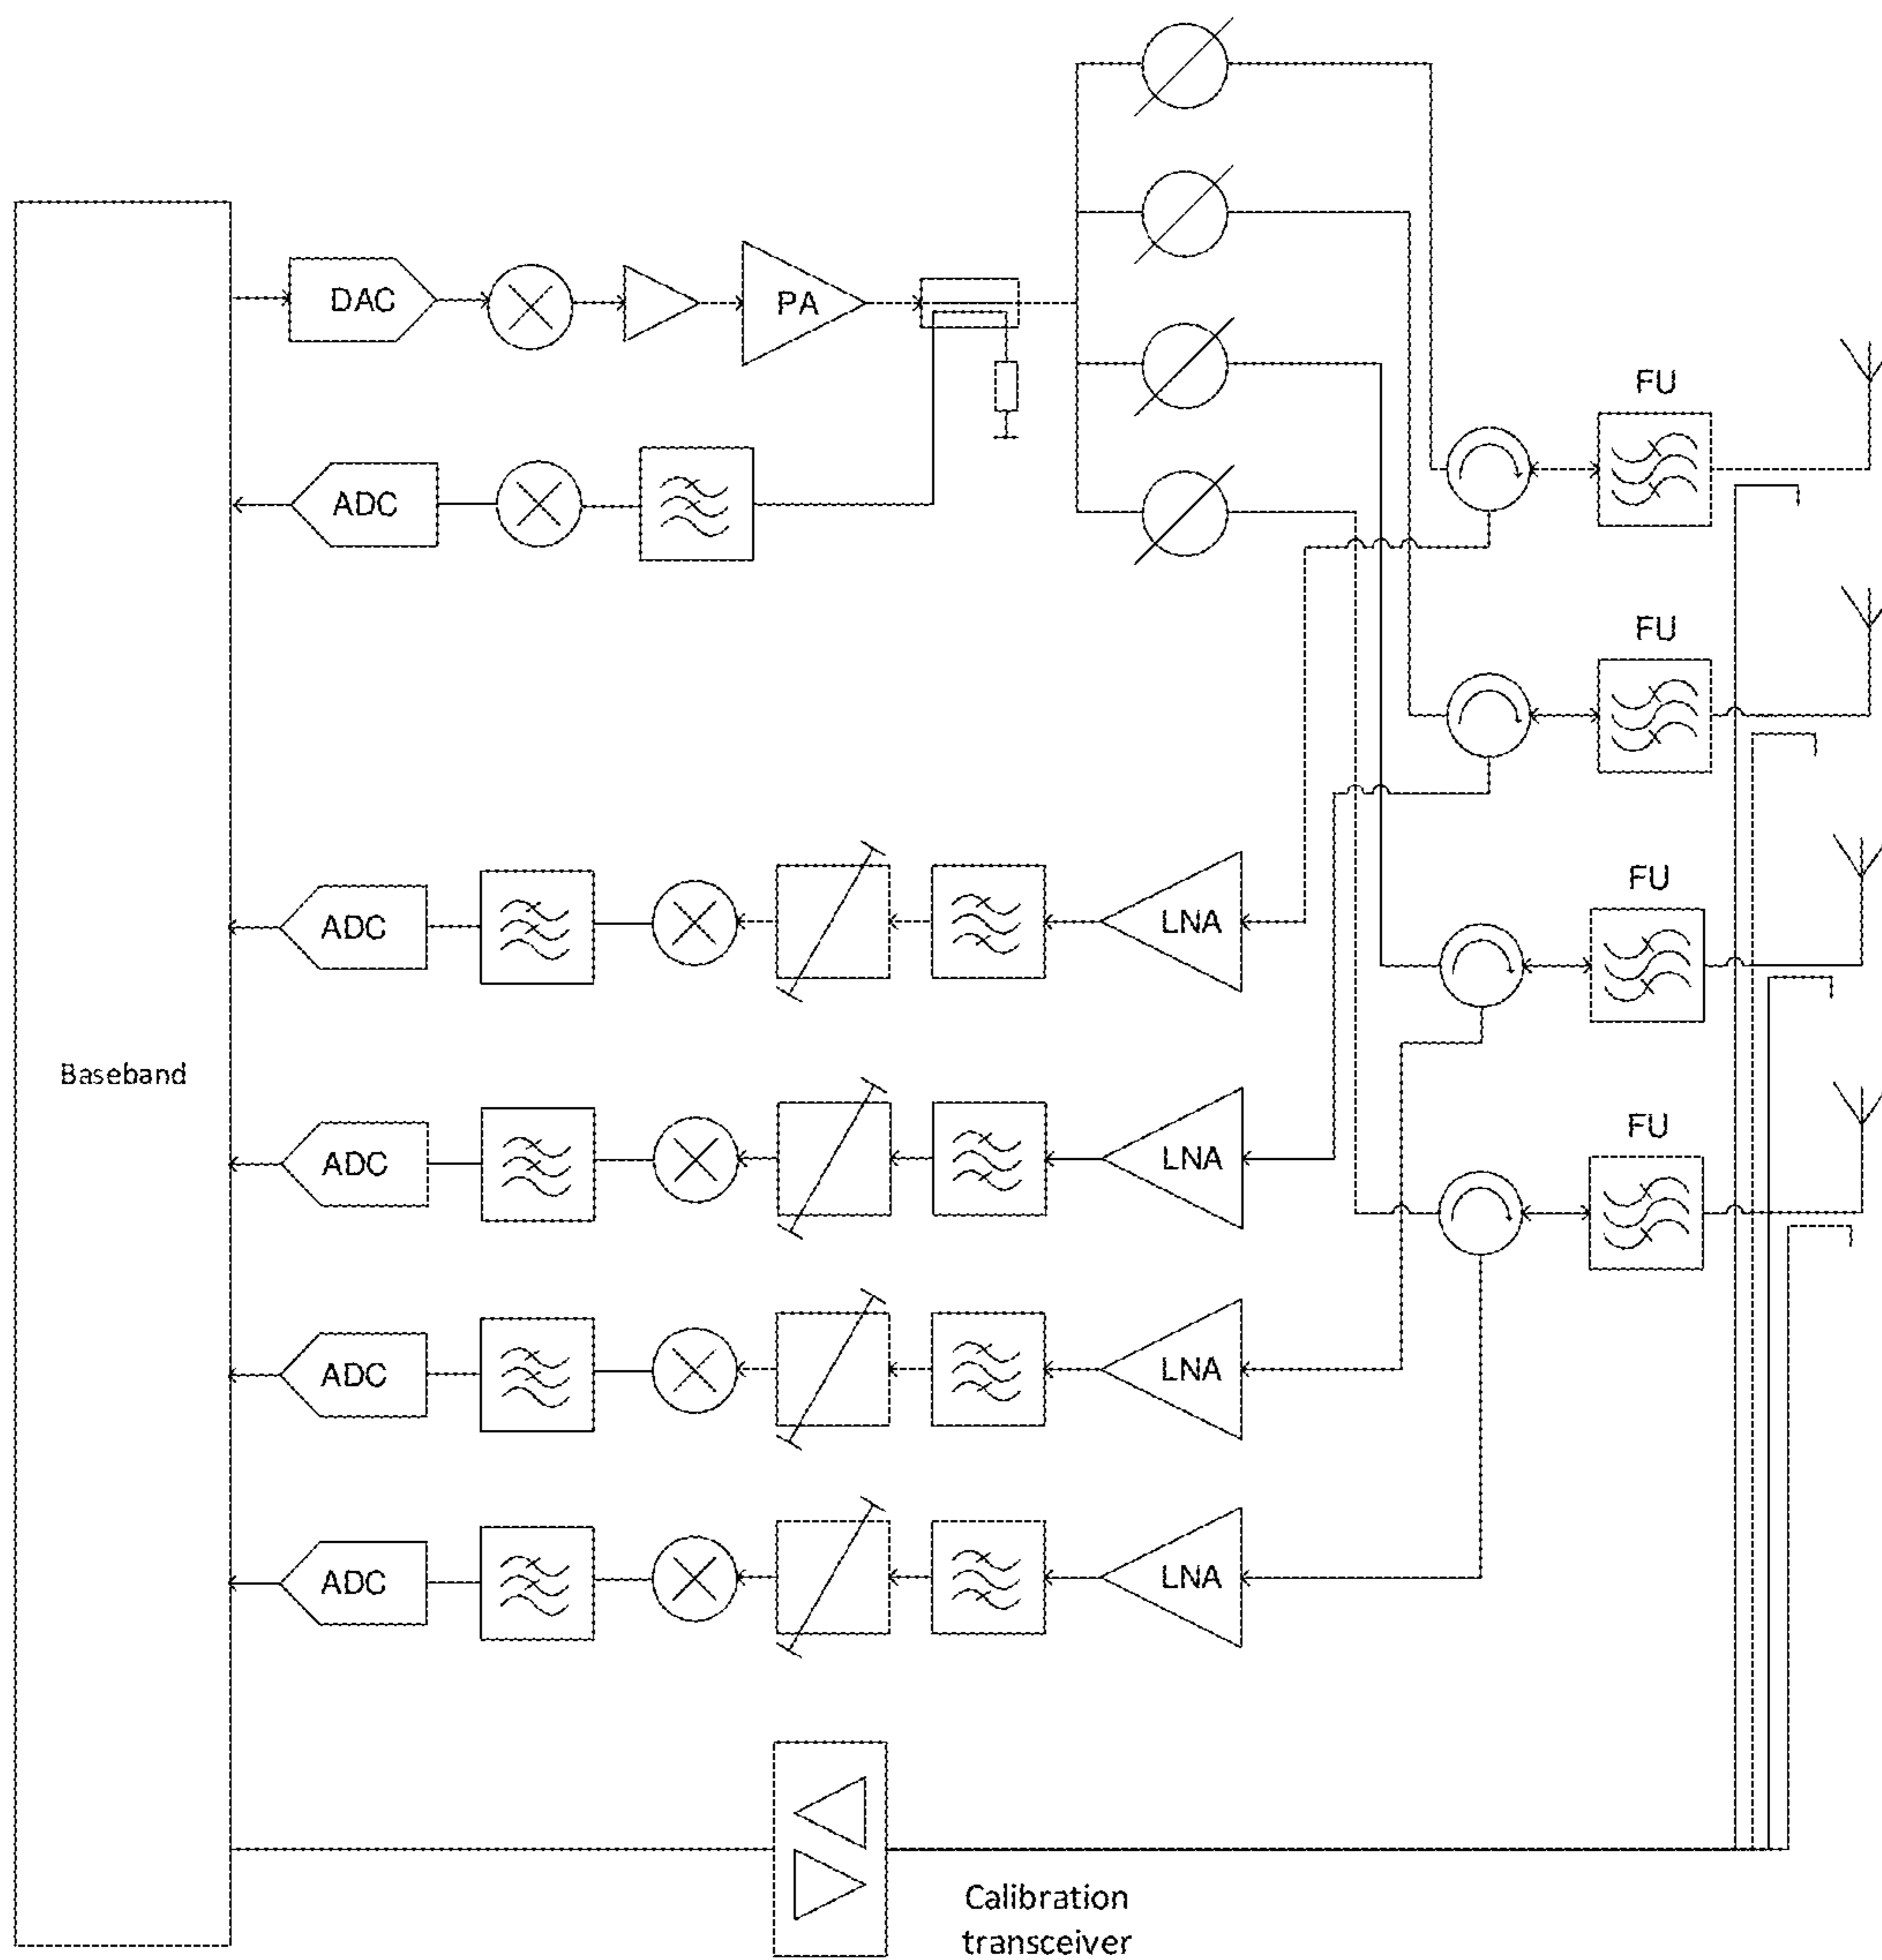 DAC
PA
FU
ADC
FU
ADC
LNA
FU
Baseband
ADC
LNA
FU
ADC
LNA
ADC
LNA
Calibration
transceiver